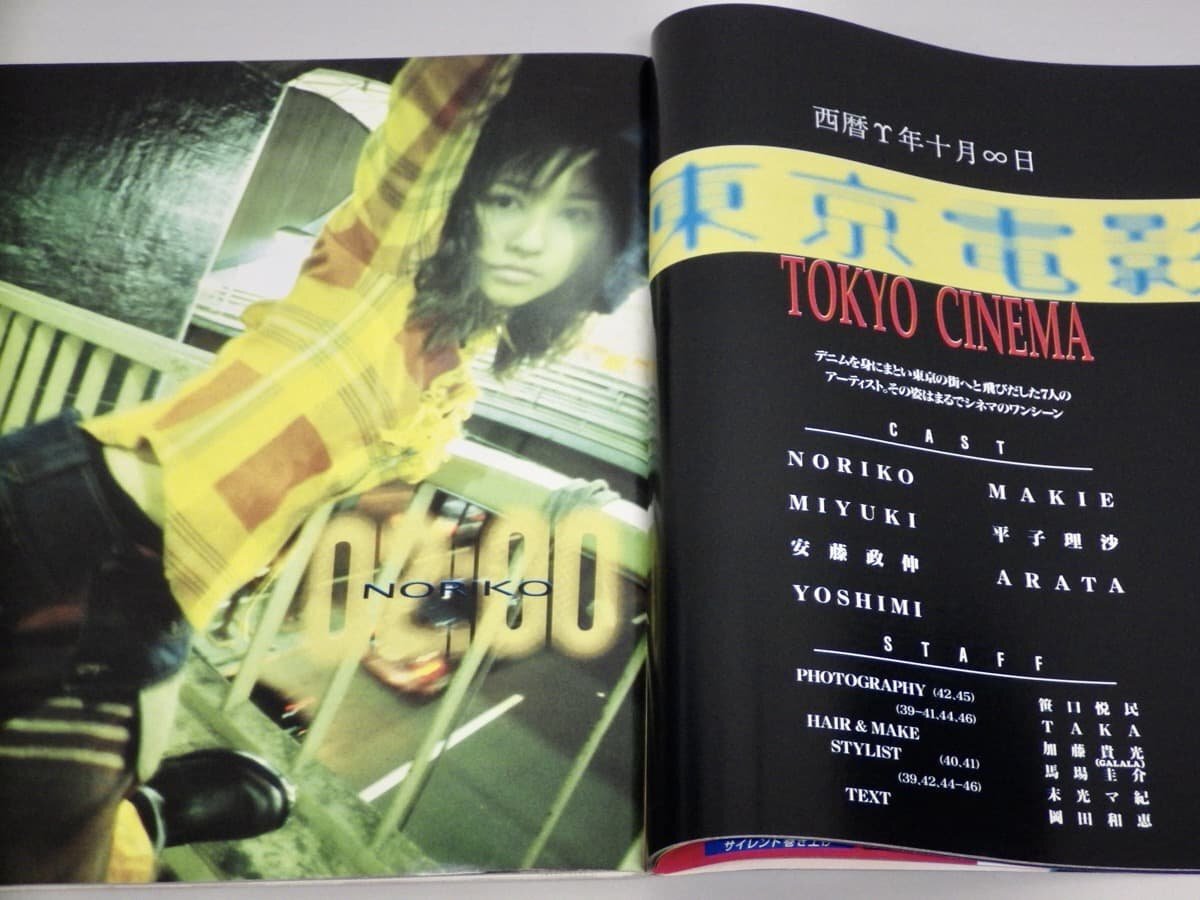 02:00
NORIKO
西暦♈年十月∞日
東京電影
TOKYO CINEMA
デニムを身にまとい東京の街へと飛びだした7人の
アーティスト。その姿はまるでシネマのワンシーン
CAST
NORIKO MAKIE
MIYUKI 平子理沙
安藤政伸 ARATA
YOSHIMI
STAFF
PHOTOGRAPHY (42,45) 笹口悦民
(39-41,44,46) TAKA
HAIR & MAKE 加藤貴光
(GALALA)
STYLIST (40,41) 馬場圭介
(39,42,44-46) 末光マ紀
TEXT 岡田和恵